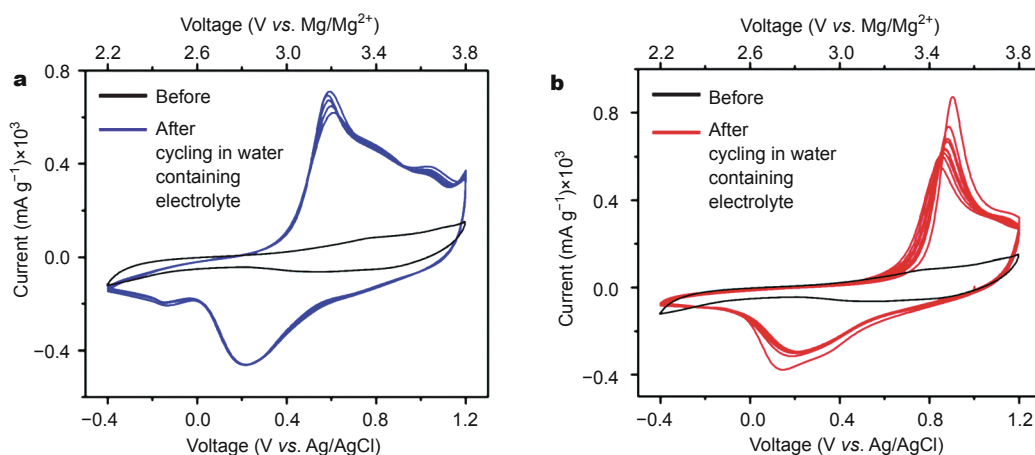 Voltage (V vs. Mg/Mg²⁺)
2.2 2.6 3.0 3.4 3.8
a
0.8
0.4
0.0
−0.4
Current (mA g⁻¹)×10³
Before
After
cycling in water
containing
electrolyte
−0.4 0.0 0.4 0.8 1.2
Voltage (V vs. Ag/AgCl)
Voltage (V vs. Mg/Mg²⁺)
2.2 2.6 3.0 3.4 3.8
b
0.8
0.4
0.0
−0.4
Current (mA g⁻¹)×10³
Before
After
cycling in water
containing
electrolyte
−0.4 0.0 0.4 0.8 1.2
Voltage (V vs. Ag/AgCl)